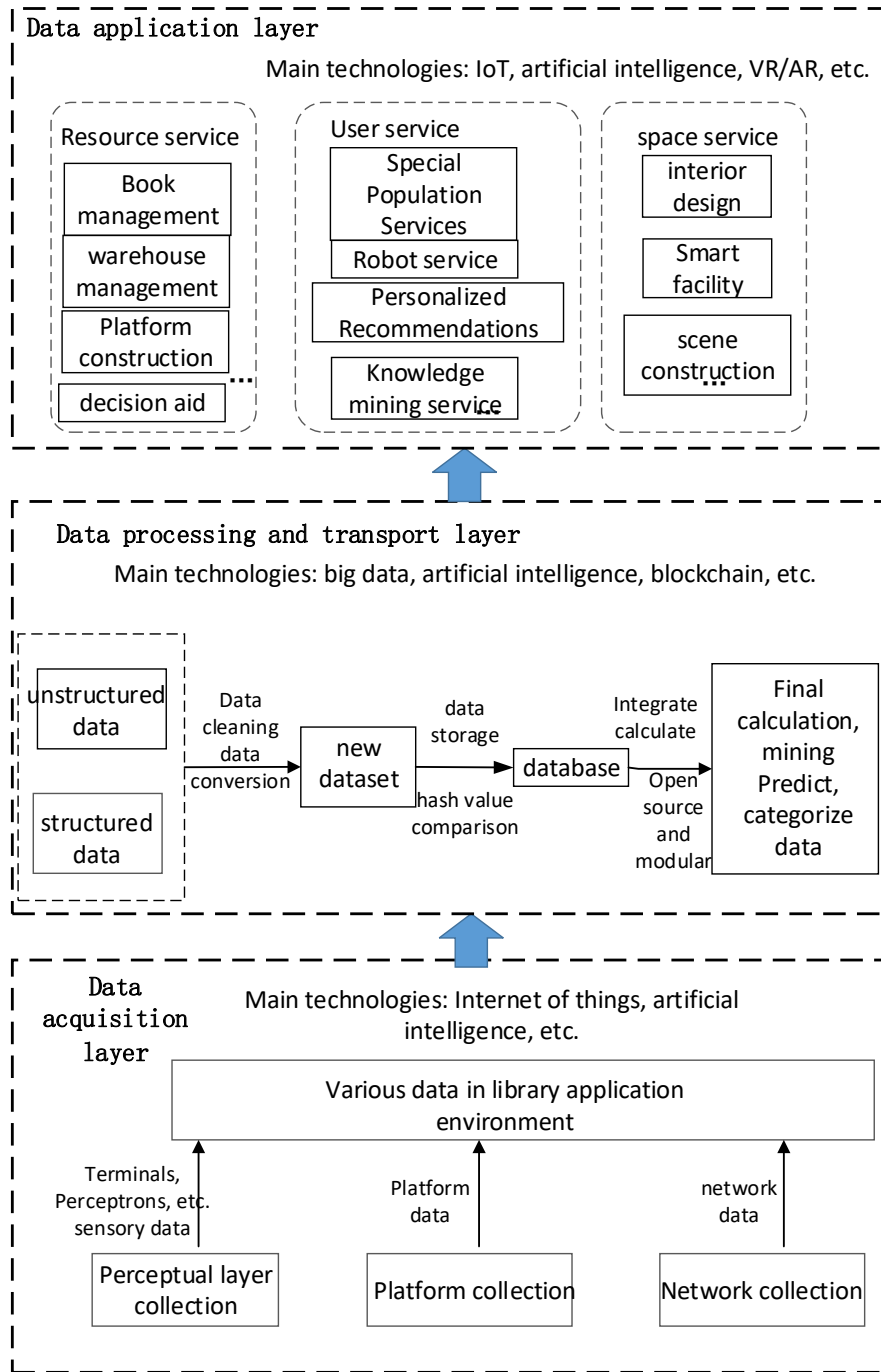 Data application layer
Main technologies: IoT, artificial intelligence, VR/AR, etc.
Resource service
Book
management
warehouse
management
Platform
construction
...
decision aid
User service
Special
Population
Services
Robot service
Personalized
Recommendations
Knowledge
mining service
...
space service
interior
design
Smart
facility
scene
construction
...
Data processing and transport layer
Main technologies: big data, artificial intelligence, blockchain, etc.
unstructured
data
structured
data
Data
cleaning
data
conversion
new
dataset
data
storage
hash value
comparison
database
Integrate
calculate
Open
source
and
modular
Final
calculation,
mining
Predict,
categorize
data
Data
acquisition
layer
Main technologies: Internet of things, artificial
intelligence, etc.
Various data in library application
environment
Terminals,
Perceptrons, etc.
sensory data
Platform
data
network
data
Perceptual layer
collection
Platform collection
Network collection